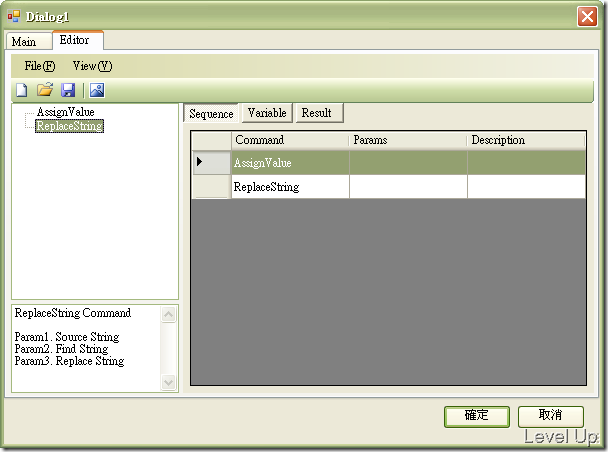 Dialog1
Main
Editor
File(F)
View(V)
AssignValue
ReplaceString
Sequence
Variable
Result
Command
Params
Description
AssignValue
ReplaceString
ReplaceString Command
Param1. Source String
Param2. Find String
Param3. Replace String
確定
取消
Level Up